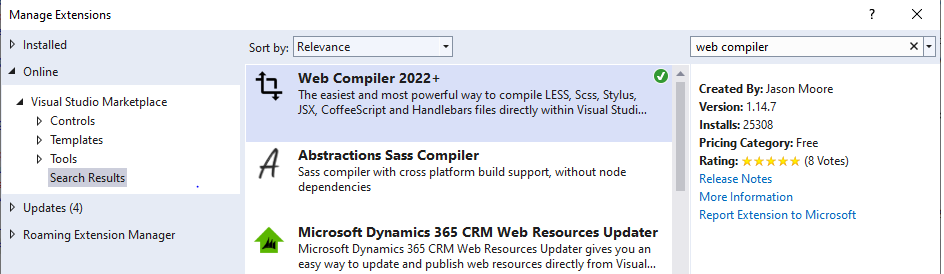 Manage Extensions
Installed
Online
Visual Studio Marketplace
Controls
Templates
Tools
Search Results
Updates (4)
Roaming Extension Manager
Sort by: Relevance
Web Compiler 2022+
The easiest and most powerful way to compile LESS, Scss, Stylus,
JSX, CoffeeScript and Handlebars files directly within Visual Studi...
Abstractions Sass Compiler
Sass compiler with cross platform build support, without node
dependencies
Microsoft Dynamics 365 CRM Web Resources Updater
Microsoft Dynamics 365 CRM Web Resources Updater gives you an
easy way to update and publish web resources directly from Visual...
web compiler
Created By: Jason Moore
Version: 1.14.7
Installs: 25308
Pricing Category: Free
Rating: ★★★★★ (8 Votes)
Release Notes
More Information
Report Extension to Microsoft